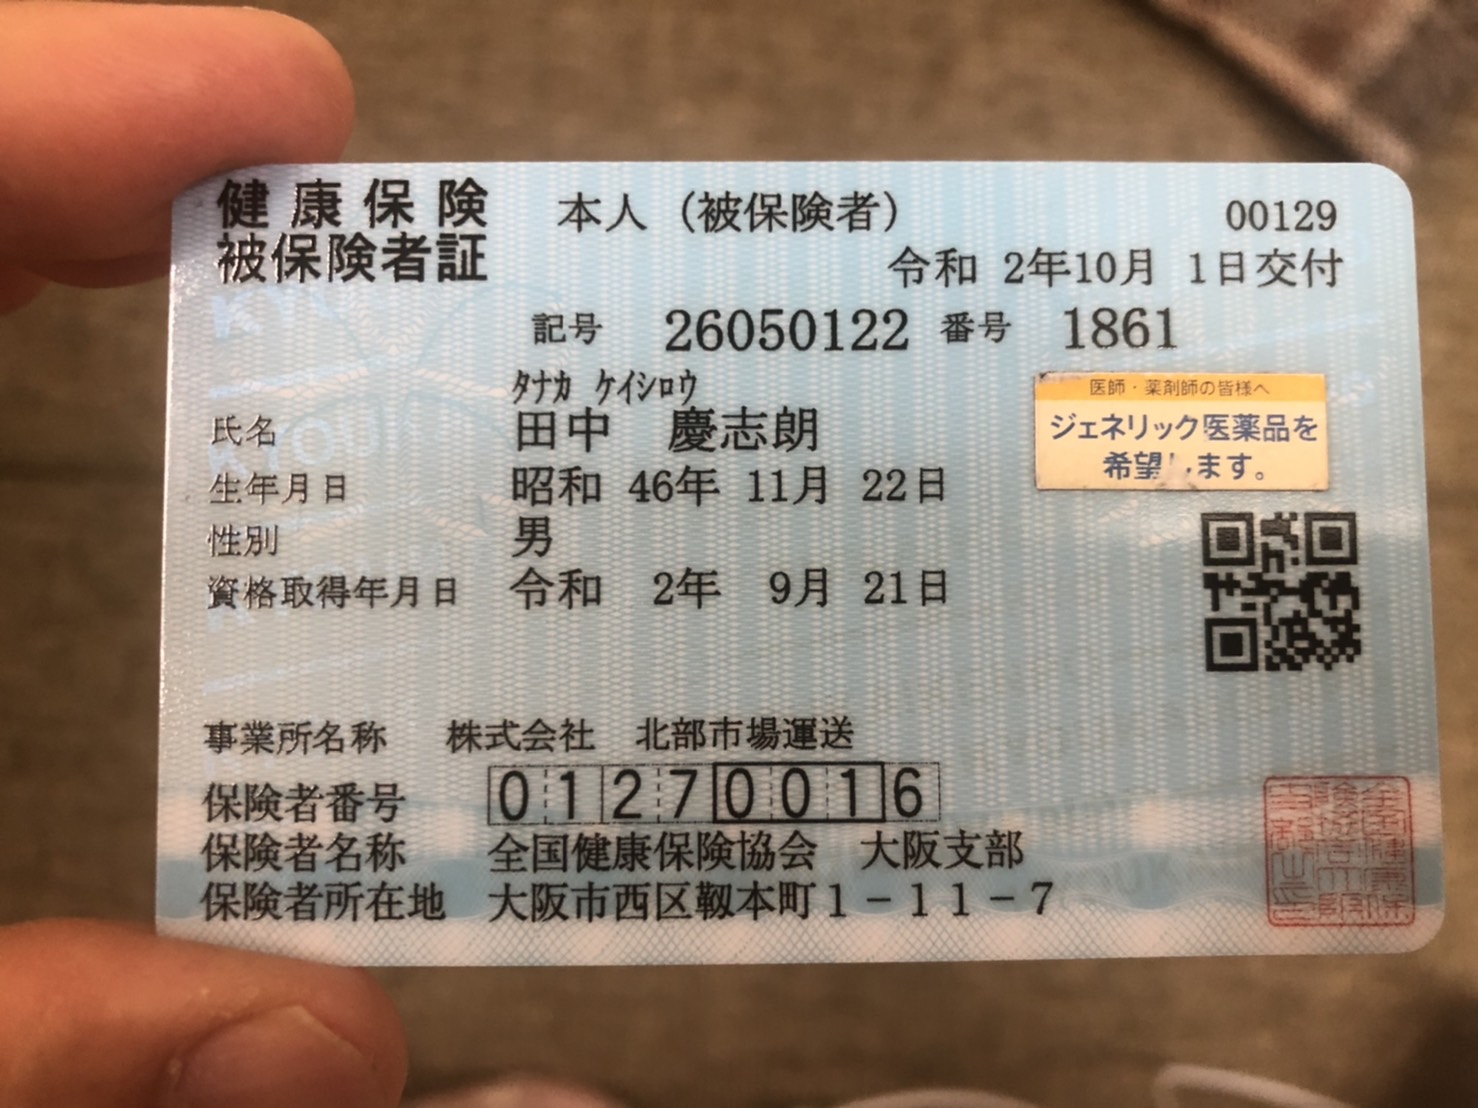 健康保険 本人（被保険者） 00129
被保険者証 令和 2年10月 1日交付
記号 26050122 番号 1861
タナカ ケイシロウ
氏名 田中 慶志朗
医師・薬剤師の皆様へ
ジェネリック医薬品を
希望します。
生年月日 昭和 46年 11月 22日
性別 男
資格取得年月日 令和 2年 9月 21日
事業所名称 株式会社 北部市場運送
保険者番号 01270016
保険者名称 全国健康保険協会 大阪支部
保険者所在地 大阪市西区靱本町1－11－7